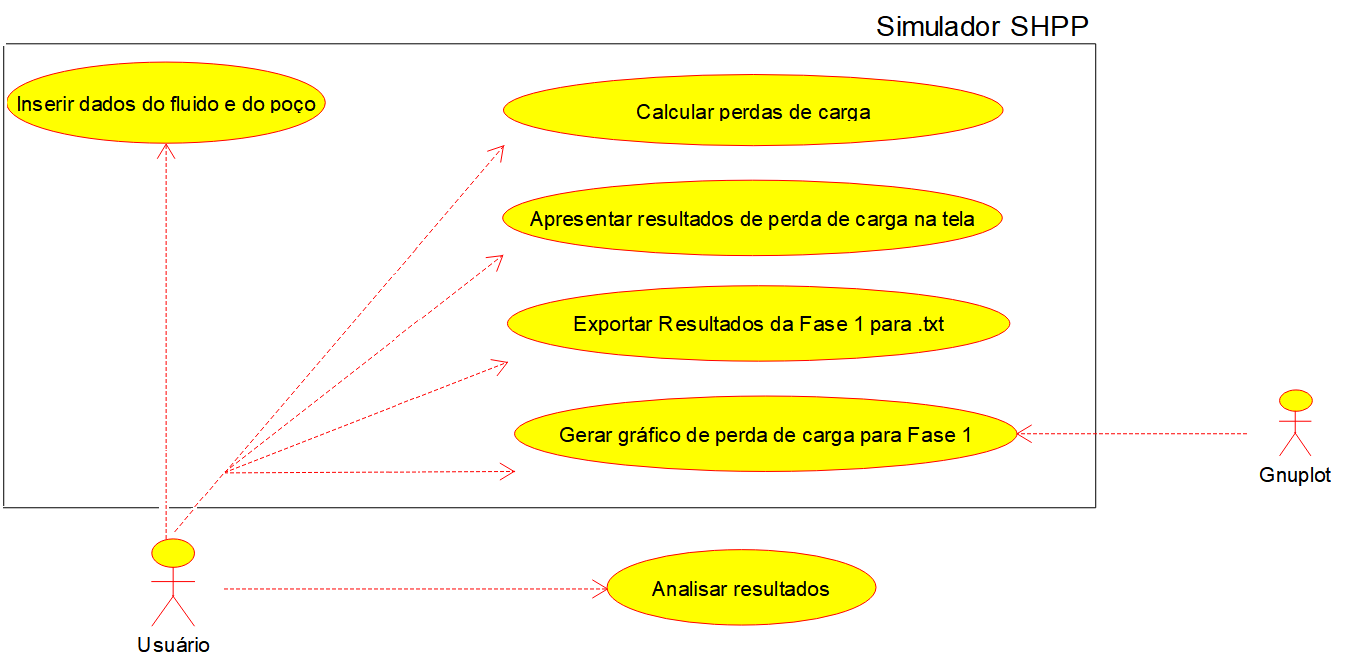 Simulador SHPP
Inserir dados do fluido e do poço
Calcular perdas de carga
Apresentar resultados de perda de carga na tela
Exportar Resultados da Fase 1 para .txt
Gerar gráfico de perda de carga para Fase 1
Gnuplot
Analisar resultados
Usuário